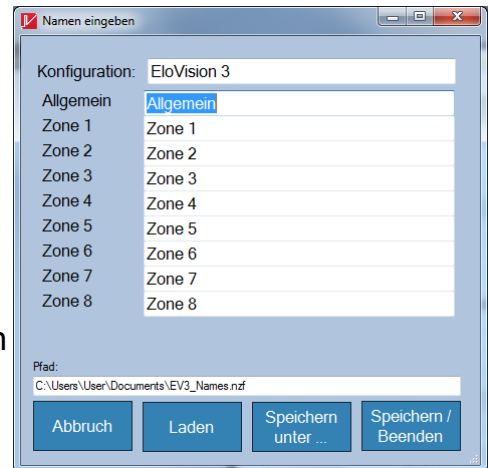 Namen eingeben
Konfiguration: EloVision 3
Allgemein Allgemein
Zone 1 Zone 1
Zone 2 Zone 2
Zone 3 Zone 3
Zone 4 Zone 4
Zone 5 Zone 5
Zone 6 Zone 6
Zone 7 Zone 7
Zone 8 Zone 8
n
Pfad:
C:\Users\User\Documents\EV3_Names.nzf
Abbruch
Laden
Speichern
unter ...
Speichern /
Beenden